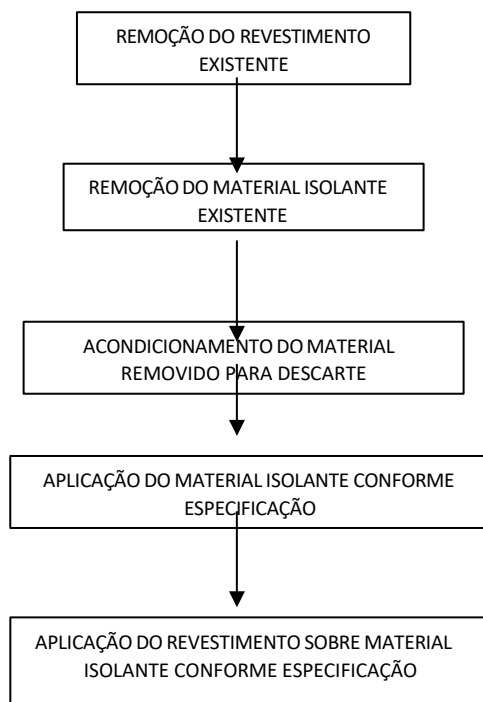 REMOÇÃO DO REVESTIMENTO
EXISTENTE
REMOÇÃO DO MATERIAL ISOLANTE
EXISTENTE
ACONDICIONAMENTO DO MATERIAL
REMOVIDO PARA DESCARTE
APLICAÇÃO DO MATERIAL ISOLANTE CONFORME
ESPECIFICAÇÃO
APLICAÇÃO DO REVESTIMENTO SOBRE MATERIAL
ISOLANTE CONFORME ESPECIFICAÇÃO